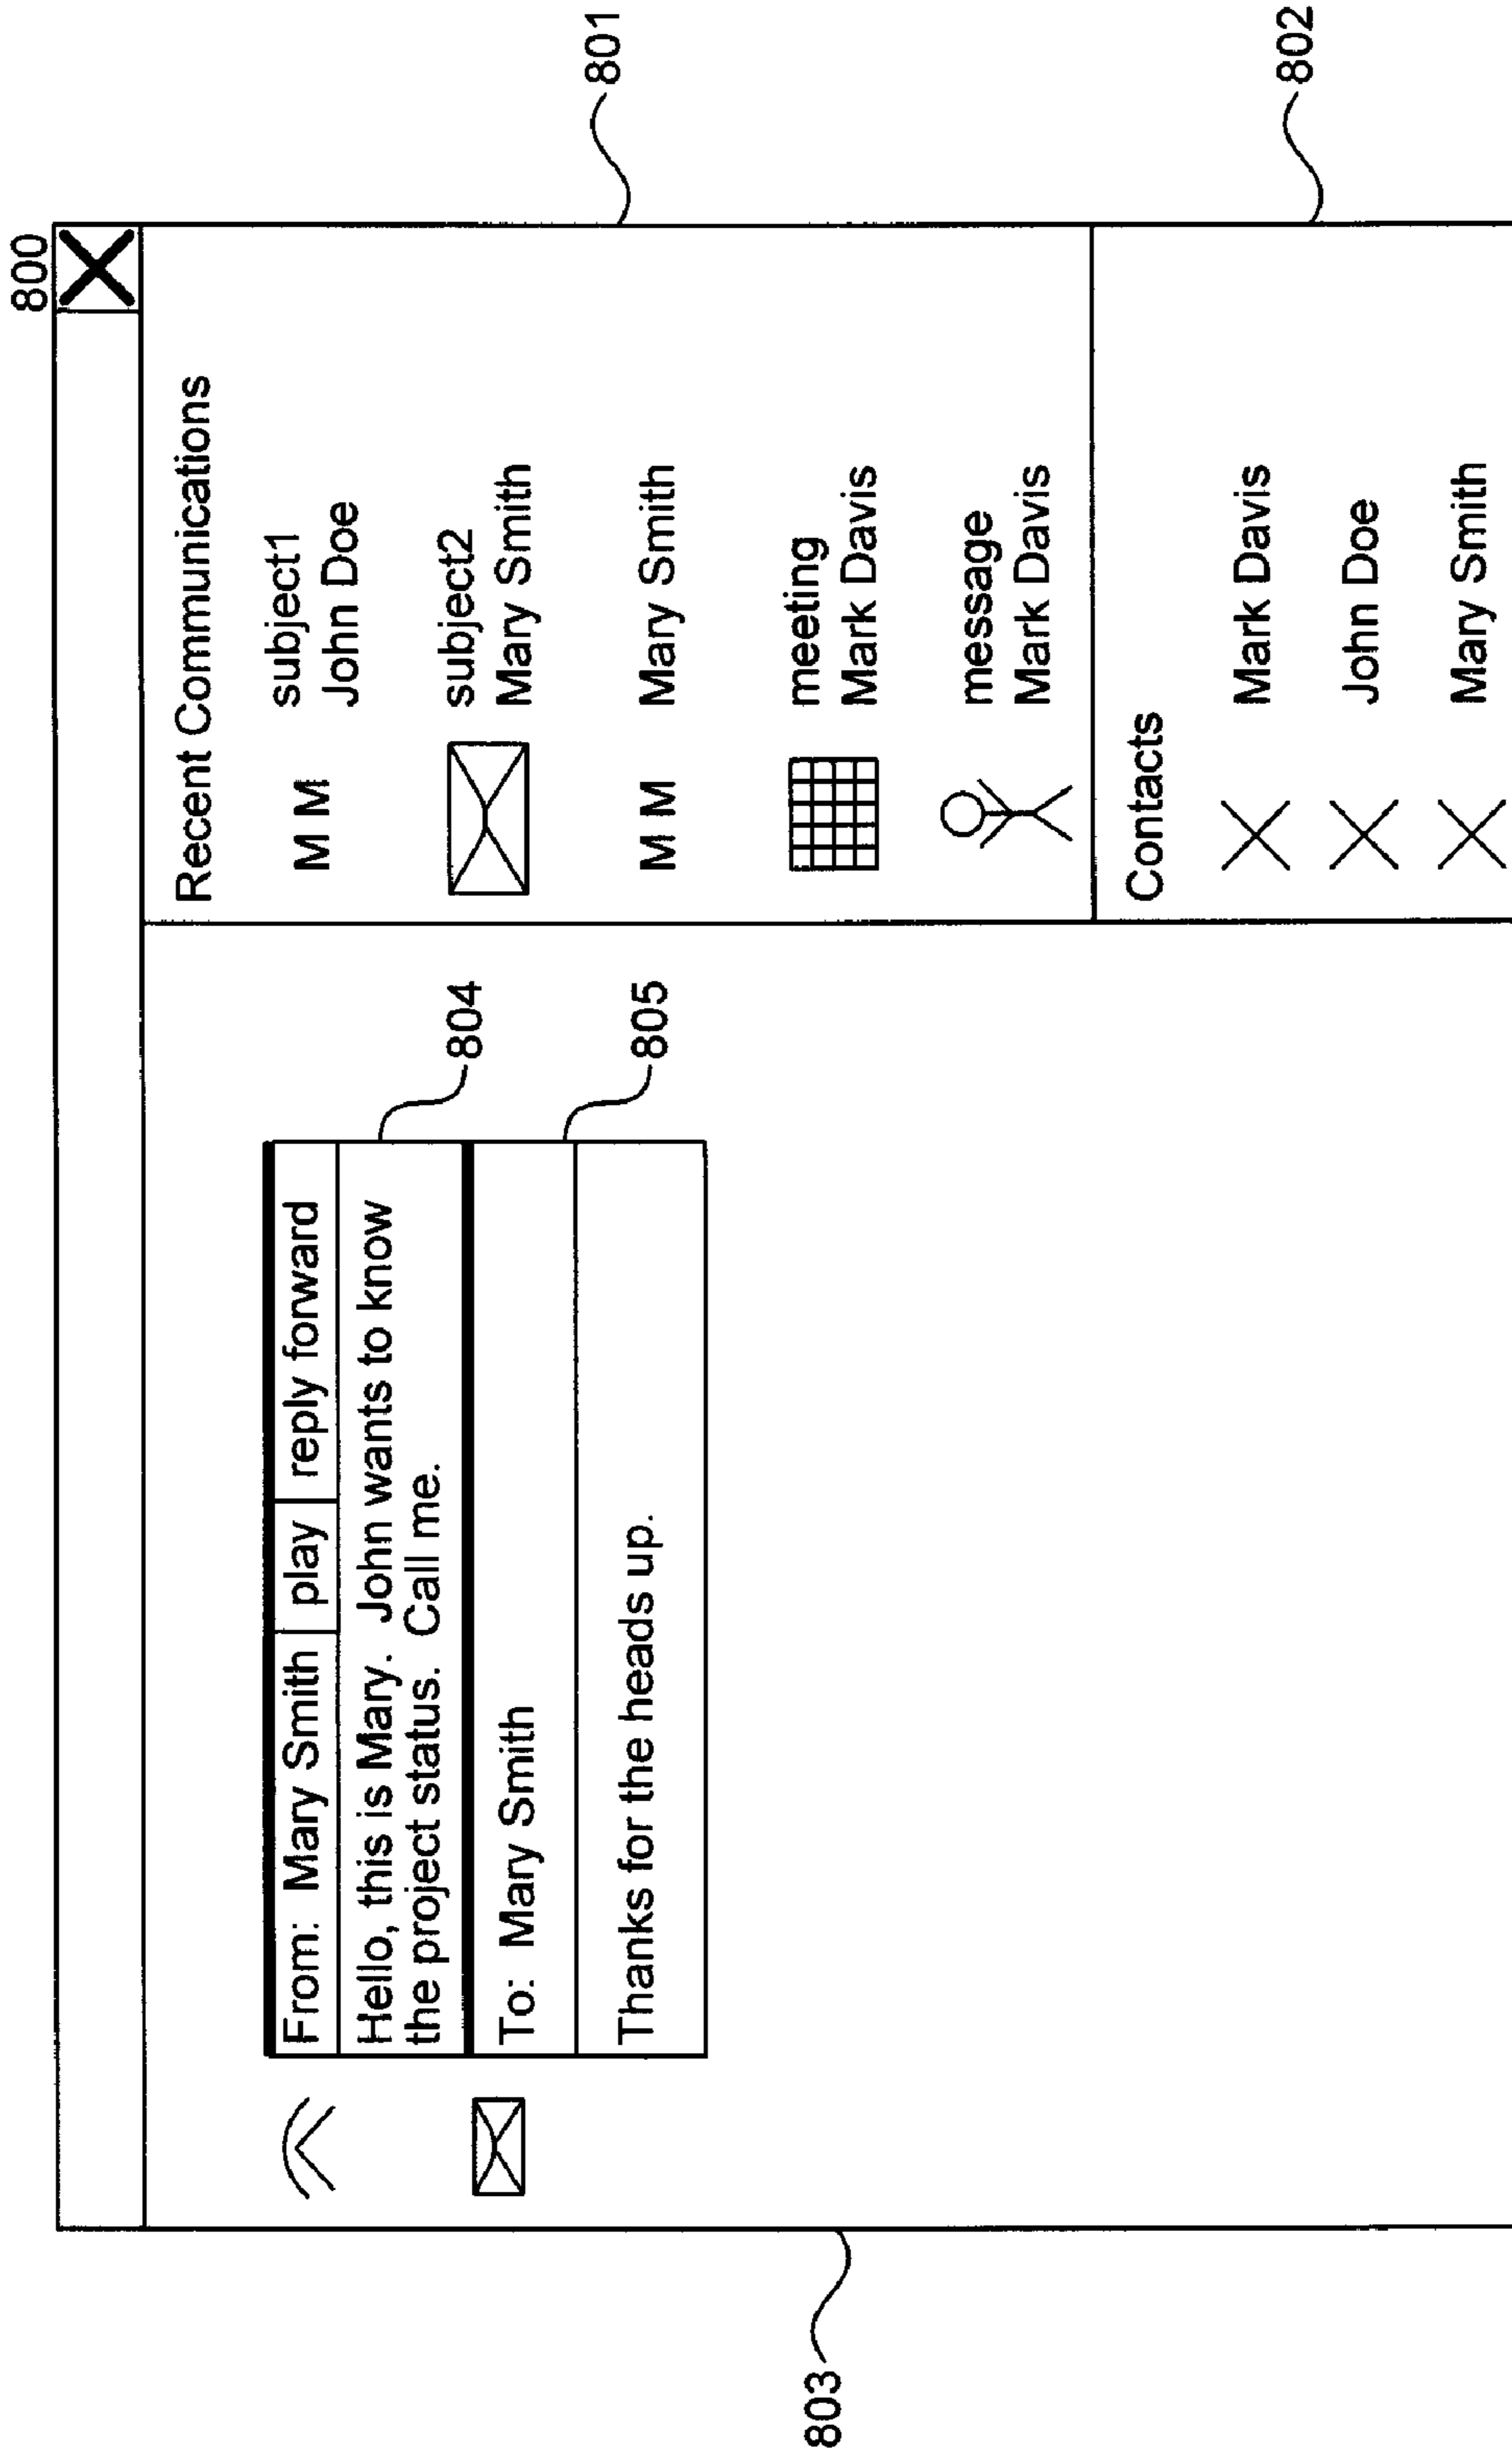 800
From: Mary Smith play reply forward
Hello, this is Mary. John wants to know
the project status. Call me.
804
To: Mary Smith
805
Thanks for the heads up.
803
Recent Communications
M M subject1
John Doe
subject2
Mary Smith
M M Mary Smith
meeting
Mark Davis
message
Mark Davis
801
Contacts
Mark Davis
John Doe
Mary Smith
802